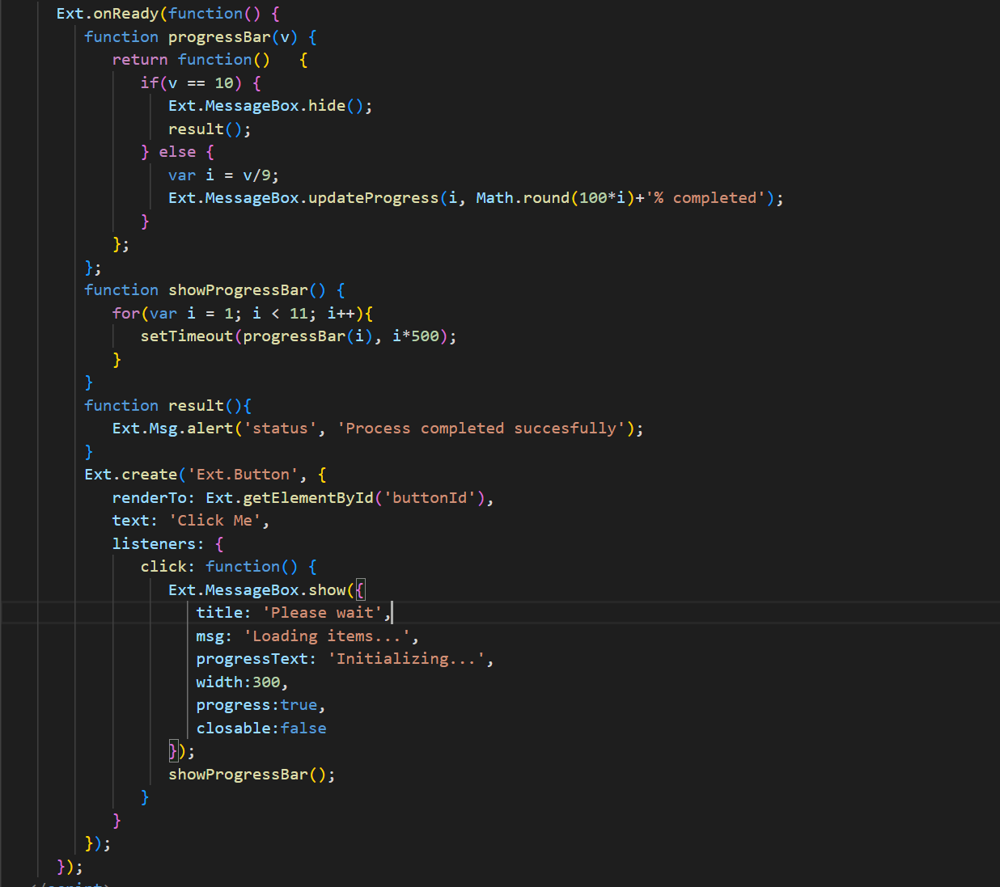 Ext.onReady(function() {
function progressBar(v) {
return function()   {
if(v == 10) {
Ext.MessageBox.hide();
result();
} else {
var i = v/9;
Ext.MessageBox.updateProgress(i, Math.round(100*i)+'% completed');
}
};
};
function showProgressBar() {
for(var i = 1; i < 11; i++){
setTimeout(progressBar(i), i*500);
}
}
function result(){
Ext.Msg.alert('status', 'Process completed succesfully');
}
Ext.create('Ext.Button', {
renderTo: Ext.getElementById('buttonId'),
text: 'Click Me',
listeners: {
click: function() {
Ext.MessageBox.show({
title: 'Please wait',
msg: 'Loading items...',
progressText: 'Initializing...',
width:300,
progress:true,
closable:false
});
showProgressBar();
}
}
});
});